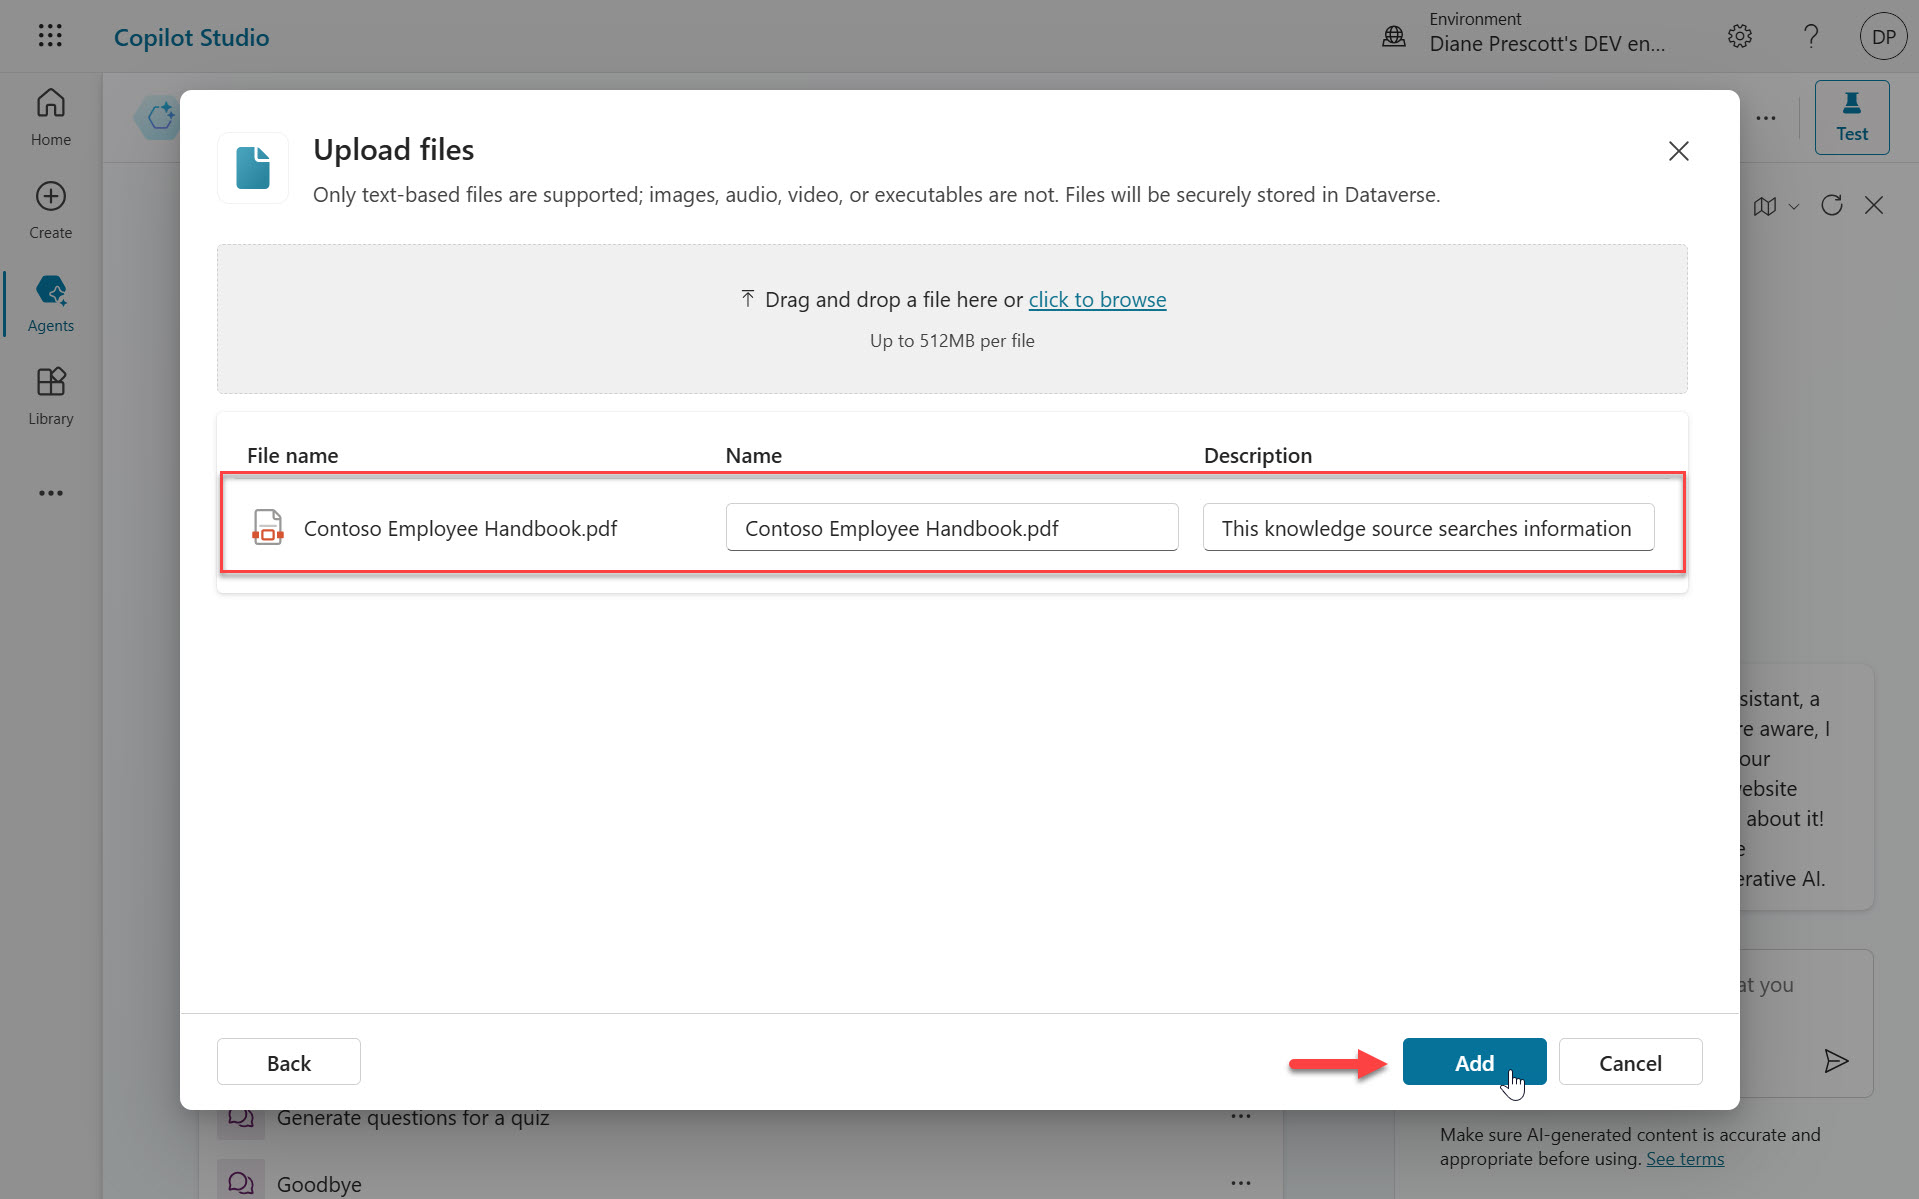 Copilot Studio
Environment
Diane Prescott's DEV en...
DP
Home
Create
Agents
Library
Test
Upload files
Only text-based files are supported; images, audio, video, or executables are not. Files will be securely stored in Dataverse.
Drag and drop a file here or click to browse
Up to 512MB per file
File name
Name
Description
Contoso Employee Handbook.pdf
Contoso Employee Handbook.pdf
This knowledge source searches information
sistant, a
re aware, I
our
website
about it!
e
erative AI.
at you
Back
Add
Cancel
Generate questions for a quiz
Goodbye
Make sure AI-generated content is accurate and
appropriate before using. See terms